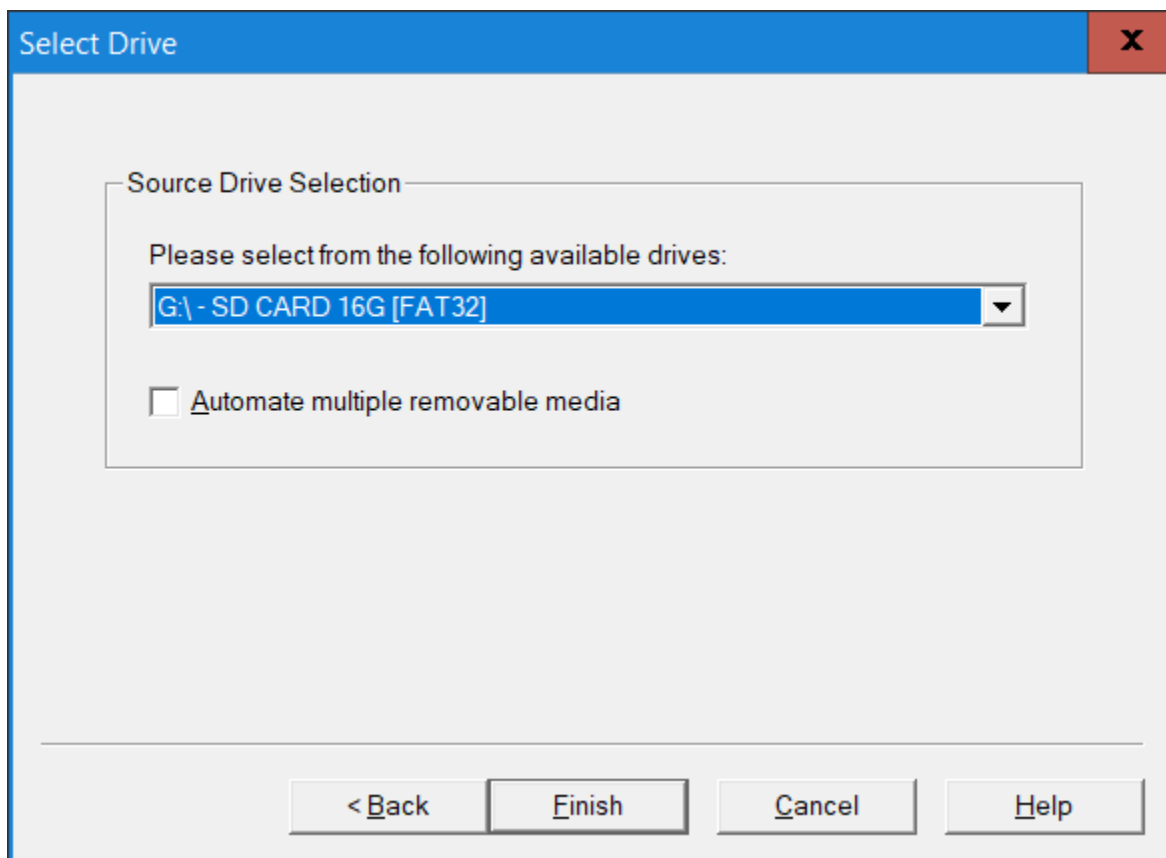 Select Drive
X
Source Drive Selection
Please select from the following available drives:
G:\ - SD CARD 16G [FAT32]
Automate multiple removable media
< Back
Finish
Cancel
Help